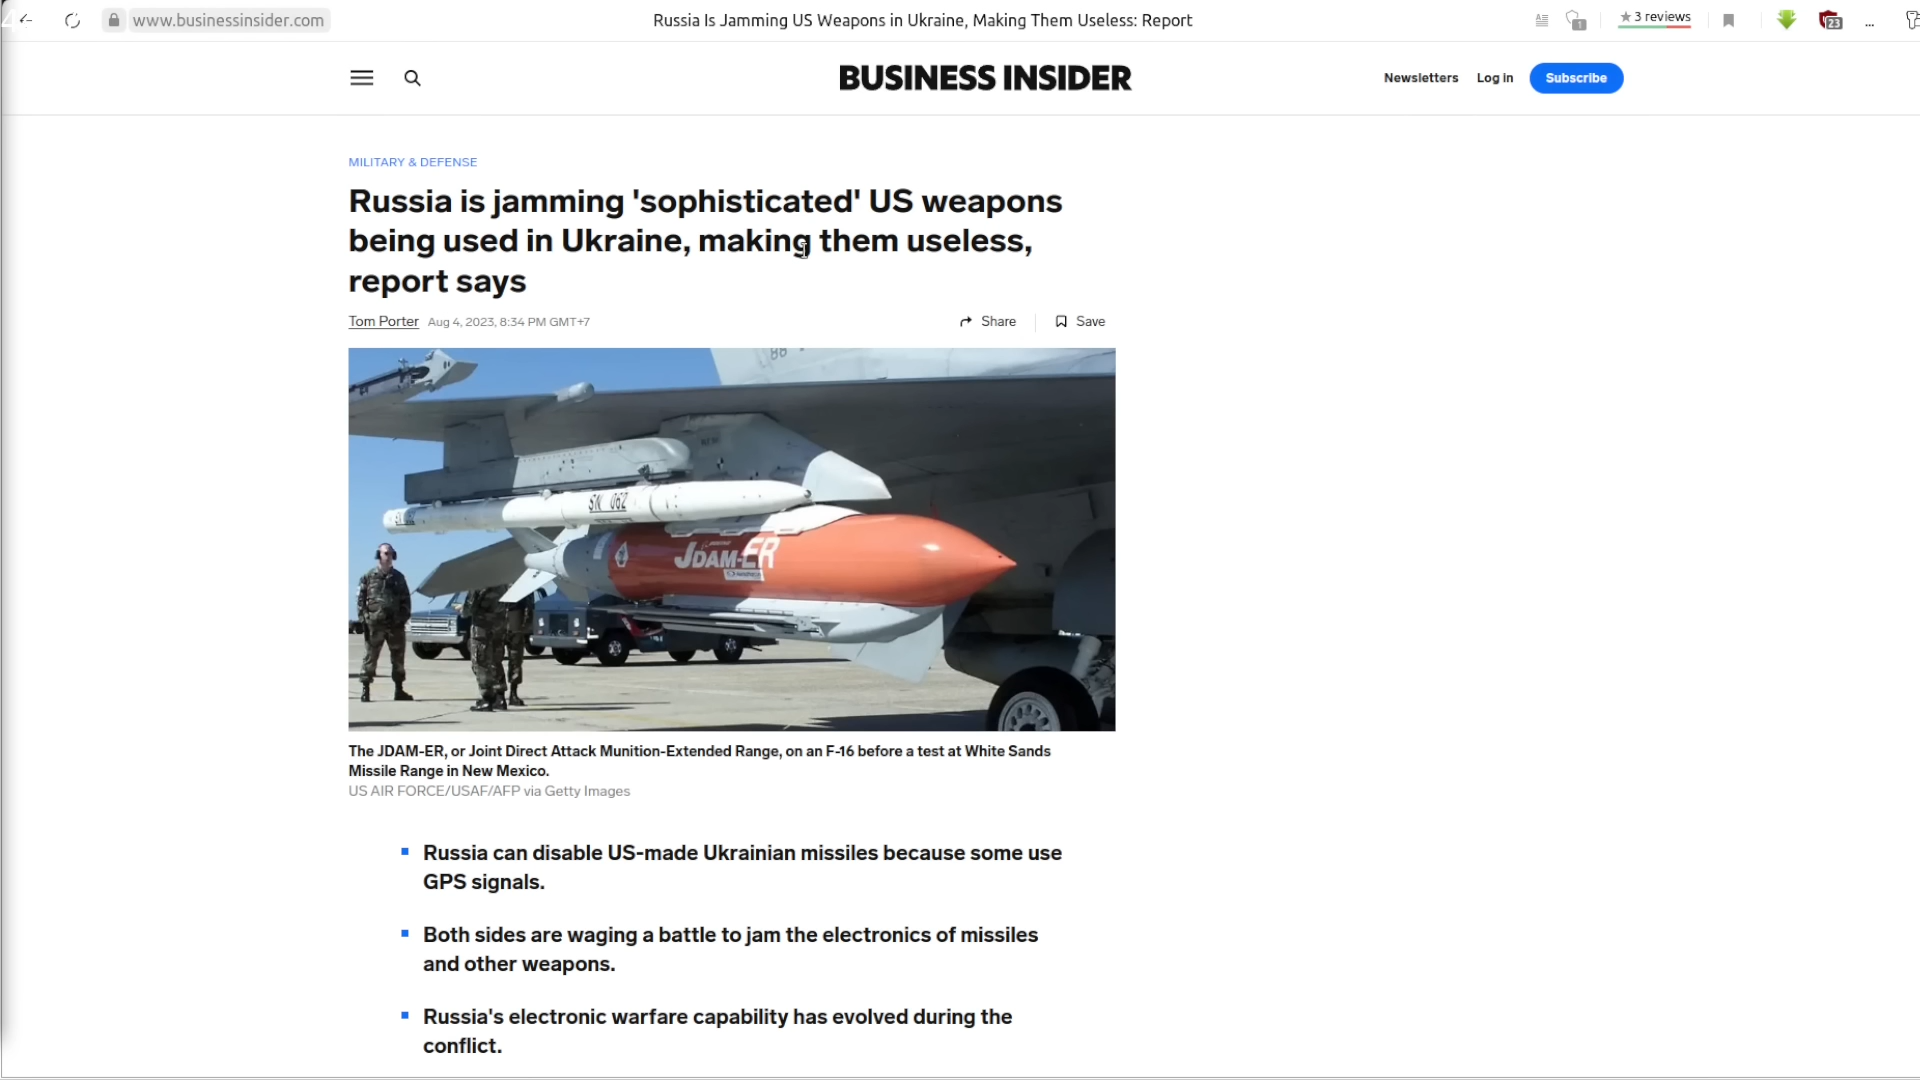 www.businessinsider.com
Russia Is Jamming US Weapons in Ukraine, Making Them Useless: Report
1
★ 3 reviews
23
...
BUSINESS INSIDER
Newsletters
Log in
Subscribe
MILITARY & DEFENSE
Russia is jamming 'sophisticated' US weapons
being used in Ukraine, making them useless,
report says
Tom Porter
Aug 4, 2023, 8:34 PM GMT+7
Share
Save
88
SN 062
JDAM-ER
The JDAM-ER, or Joint Direct Attack Munition-Extended Range, on an F-16 before a test at White Sands
Missile Range in New Mexico.
US AIR FORCE/USAF/AFP via Getty Images
Russia can disable US-made Ukrainian missiles because some use
GPS signals.
Both sides are waging a battle to jam the electronics of missiles
and other weapons.
Russia's electronic warfare capability has evolved during the
conflict.